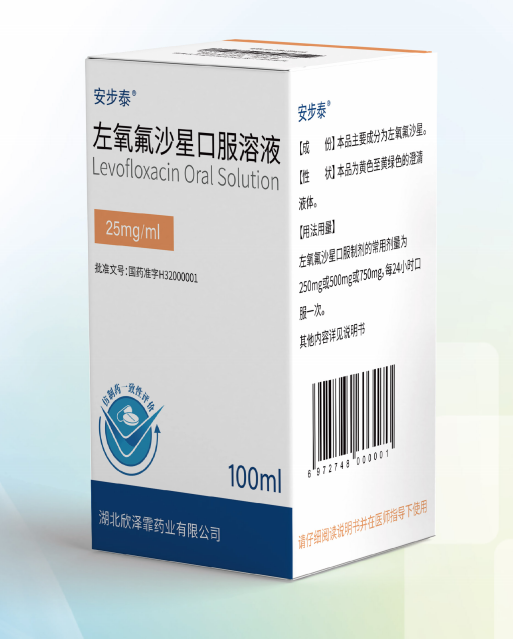 安步泰®
左氧氟沙星口服溶液
Levofloxacin Oral Solution
25mg/ml
批准文号：国药准字H32000001
仿制药一致性评价
100ml
湖北欣泽霏药业有限公司
安步泰®
【成　份】本品主要成分为左氧氟沙星。
【性　状】本品为黄色至黄绿色的澄清
液体。
【用法用量】
左氧氟沙星口服制剂的常用剂量为
250mg或500mg或750mg，每24小时口
服一次。
其他内容详见说明书
6 972748 000001
请仔细阅读说明书并在医师指导下使用